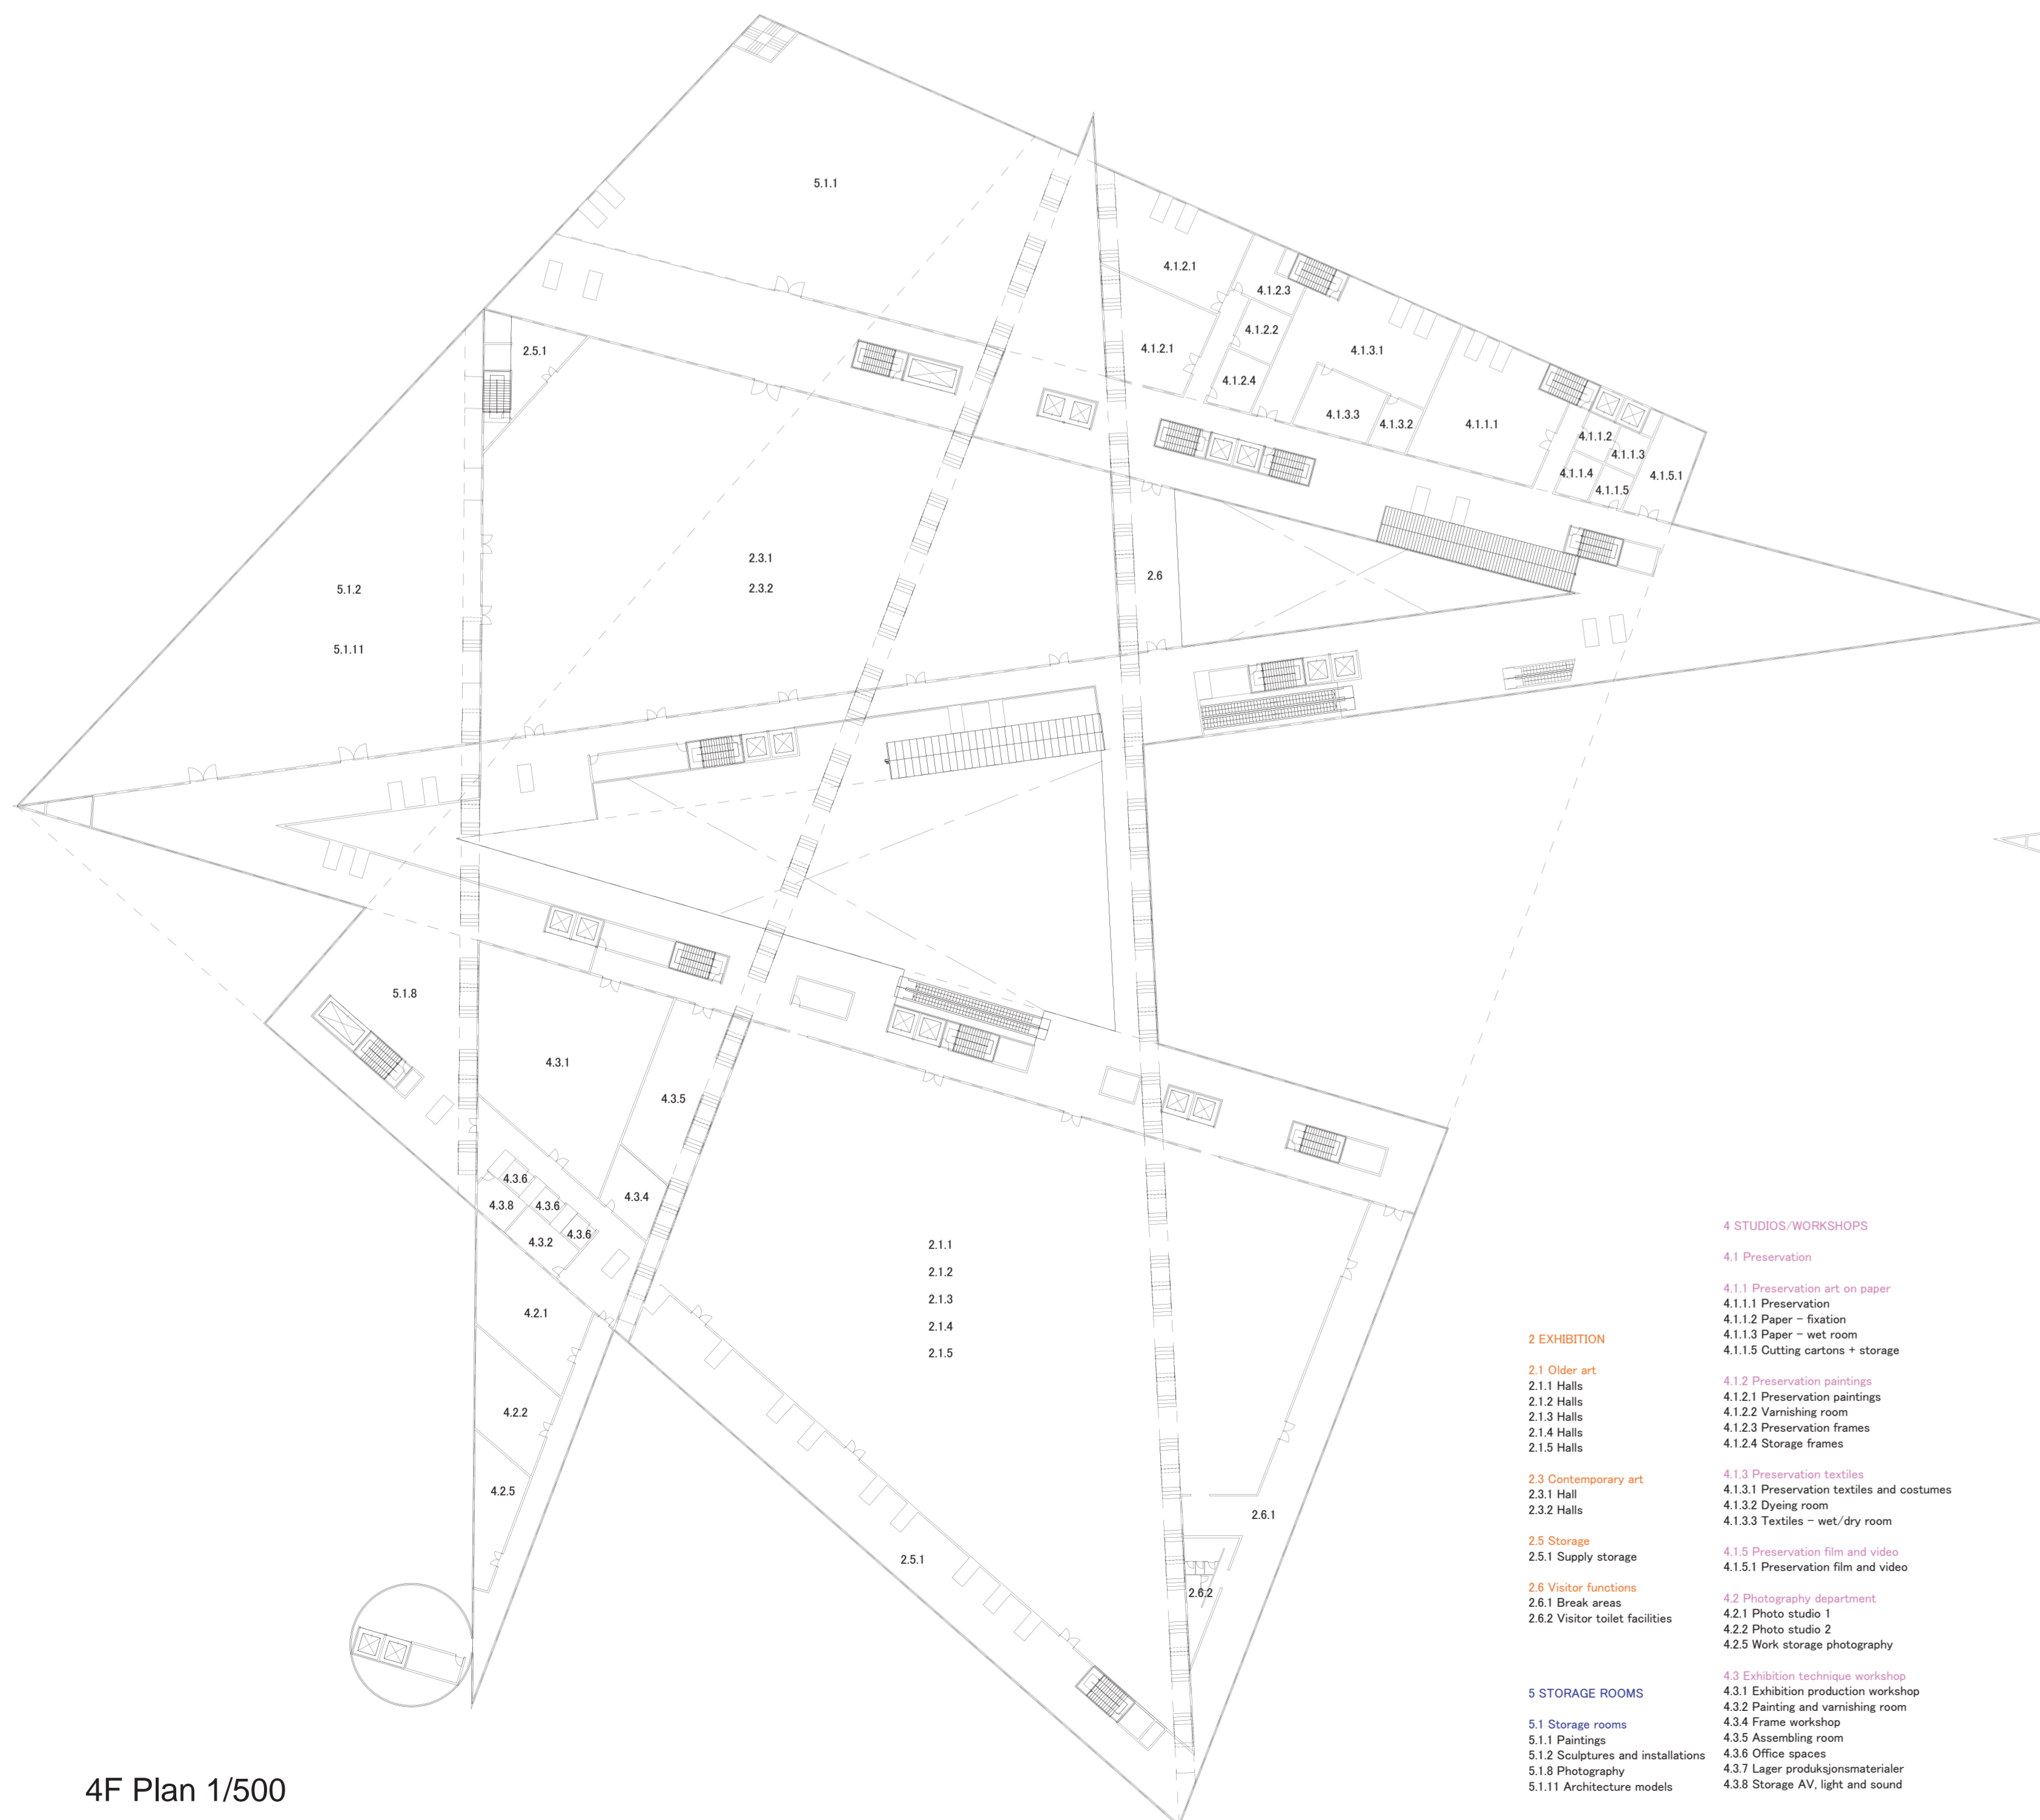 5.1.1
4.1.2.1
4.1.2.3
4.1.2.2
4.1.2.1
4.1.3.1
2.5.1
4.1.2.4
4.1.3.3
4.1.3.2
4.1.1.1
4.1.1.2
4.1.1.3
4.1.1.4
4.1.1.5
4.1.5.1
2.3.1
2.3.2
2.6
5.1.2
5.1.11
5.1.8
4.3.1
4.3.5
4.3.6
4.3.4
4.3.8
4.3.6
4.3.6
4.3.2
4.2.1
4.2.2
4.2.5
2.1.1
2.1.2
2.1.3
2.1.4
2.1.5
2.5.1
2.6.1
2.6.2
2 EXHIBITION
2.1 Older art
2.1.1 Halls
2.1.2 Halls
2.1.3 Halls
2.1.4 Halls
2.1.5 Halls
2.3 Contemporary art
2.3.1 Hall
2.3.2 Halls
2.5 Storage
2.5.1 Supply storage
2.6 Visitor functions
2.6.1 Break areas
2.6.2 Visitor toilet facilities
5 STORAGE ROOMS
5.1 Storage rooms
5.1.1 Paintings
5.1.2 Sculptures and installations
5.1.8 Photography
5.1.11 Architecture models
4 STUDIOS/WORKSHOPS
4.1 Preservation
4.1.1 Preservation art on paper
4.1.1.1 Preservation
4.1.1.2 Paper - fixation
4.1.1.3 Paper - wet room
4.1.1.5 Cutting cartons + storage
4.1.2 Preservation paintings
4.1.2.1 Preservation paintings
4.1.2.2 Varnishing room
4.1.2.3 Preservation frames
4.1.2.4 Storage frames
4.1.3 Preservation textiles
4.1.3.1 Preservation textiles and costumes
4.1.3.2 Dyeing room
4.1.3.3 Textiles - wet/dry room
4.1.5 Preservation film and video
4.1.5.1 Preservation film and video
4.2 Photography department
4.2.1 Photo studio 1
4.2.2 Photo studio 2
4.2.5 Work storage photography
4.3 Exhibition technique workshop
4.3.1 Exhibition production workshop
4.3.2 Painting and varnishing room
4.3.4 Frame workshop
4.3.5 Assembling room
4.3.6 Office spaces
4.3.7 Lager produksjonsmaterialer
4.3.8 Storage AV, light and sound
4F Plan 1/500